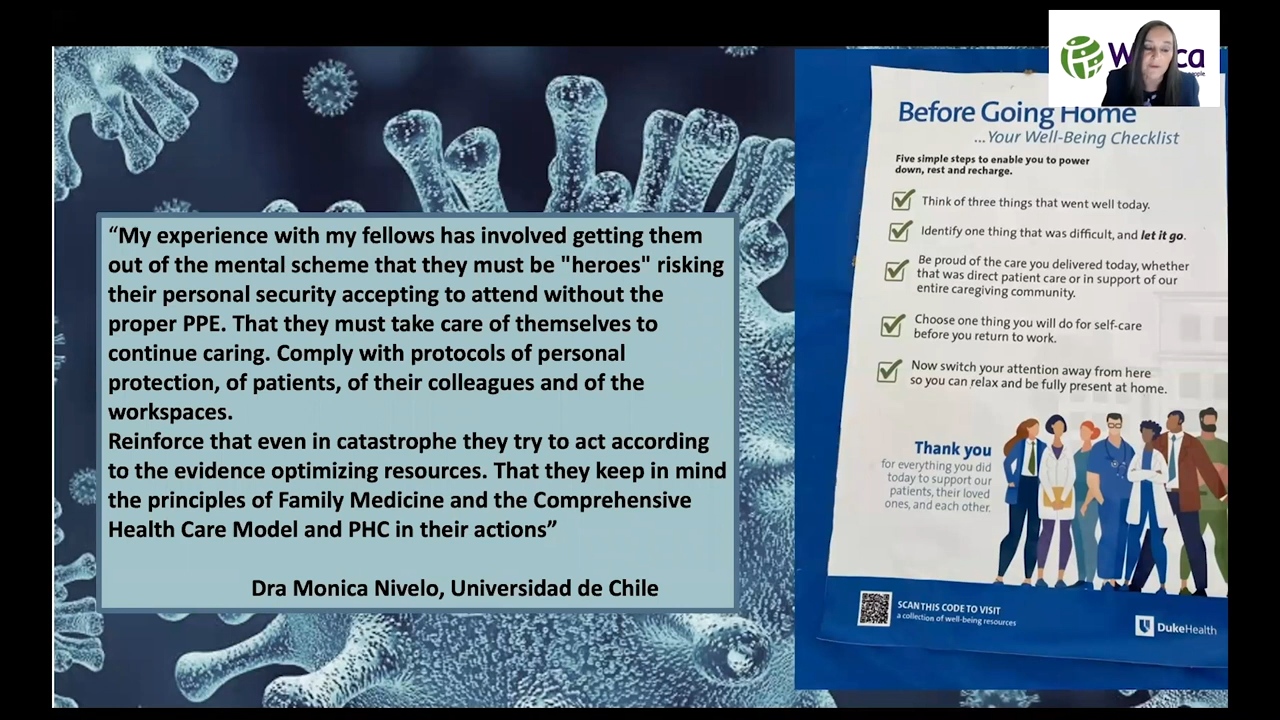 “My experience with my fellows has involved getting them
out of the mental scheme that they must be "heroes" risking
their personal security accepting to attend without the
proper PPE. That they must take care of themselves to
continue caring. Comply with protocols of personal
protection, of patients, of their colleagues and of the
workspaces.
Reinforce that even in catastrophe they try to act according
to the evidence optimizing resources. That they keep in mind
the principles of Family Medicine and the Comprehensive
Health Care Model and PHC in their actions”
Dra Monica Nivelo, Universidad de Chile
Before Going Home
...Your Well-Being Checklist
Five simple steps to enable you to power
down, rest and recharge.
Think of three things that went well today.
Identify one thing that was difficult, and let it go.
Be proud of the care you delivered today, whether
that was direct patient care or in support of our
entire caregiving community.
Choose one thing you will do for self-care
before you return to work.
Now switch your attention away from here
so you can relax and be fully present at home.
Thank you
for everything you did
today to support our
patients, their loved
ones, and each other.
SCAN THIS CODE TO VISIT
a collection of well-being resources
DukeHealth